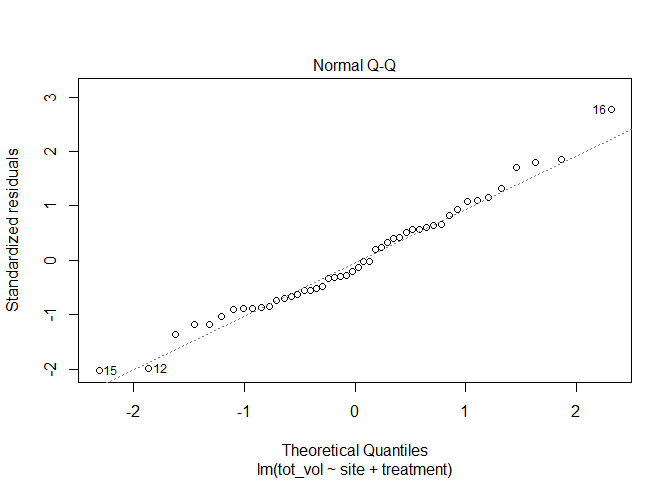 Normal Q-Q
Standardized residuals
3
2
1
0
-1
-2
16
15
12
-2 -1 0 1 2
Theoretical Quantiles
lm(tot_vol ~ site + treatment)